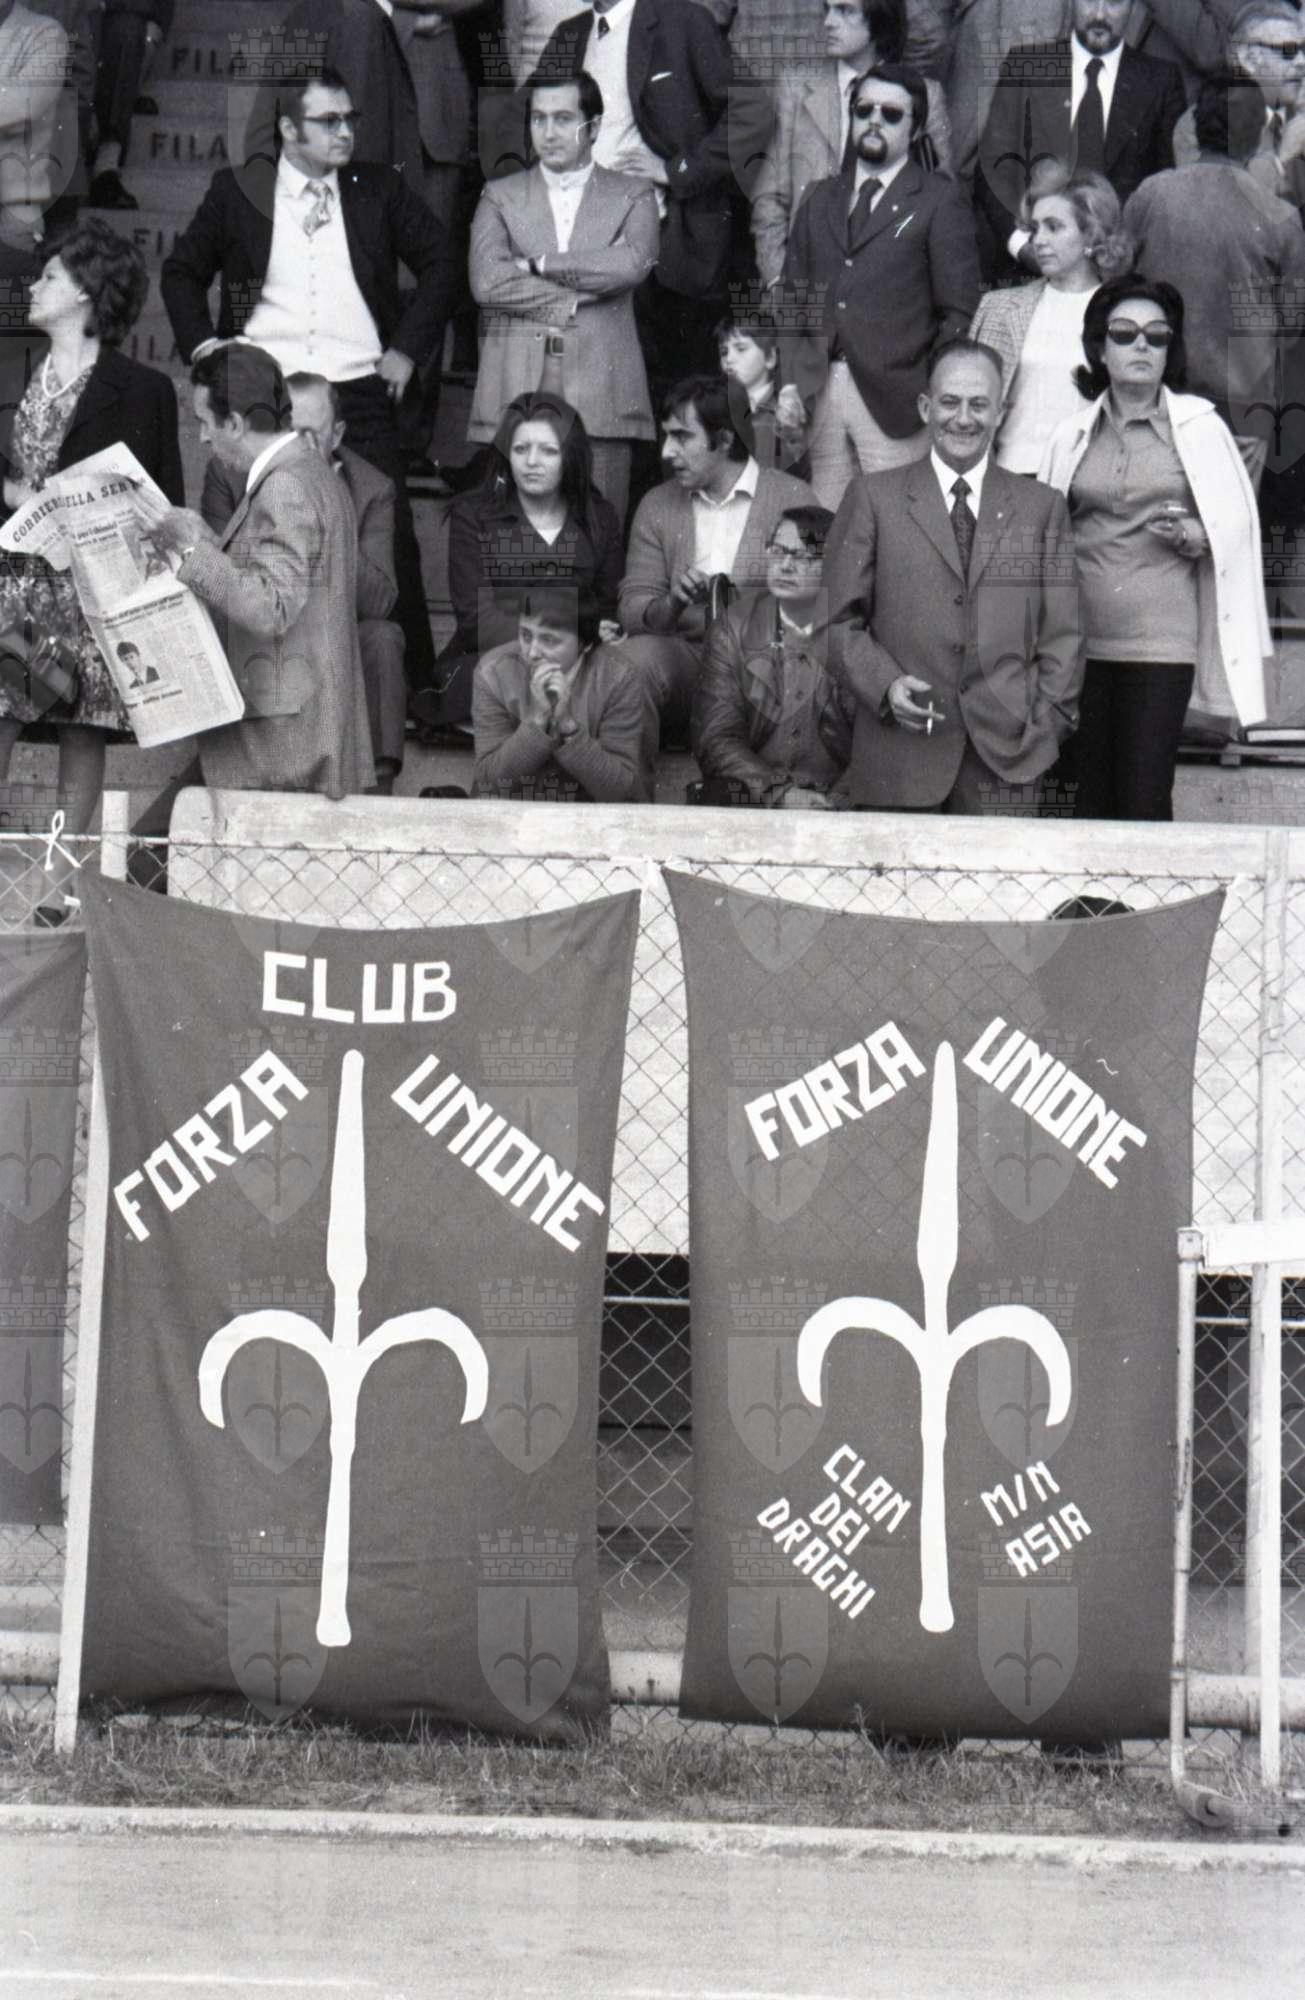 FILA
FILA
FILA
FILA
CORRIERE DELLA SERA
CLUB
FORZA UNIONE
FORZA UNIONE
CLAN
DEI
DRAGHI
M/N
ASIA